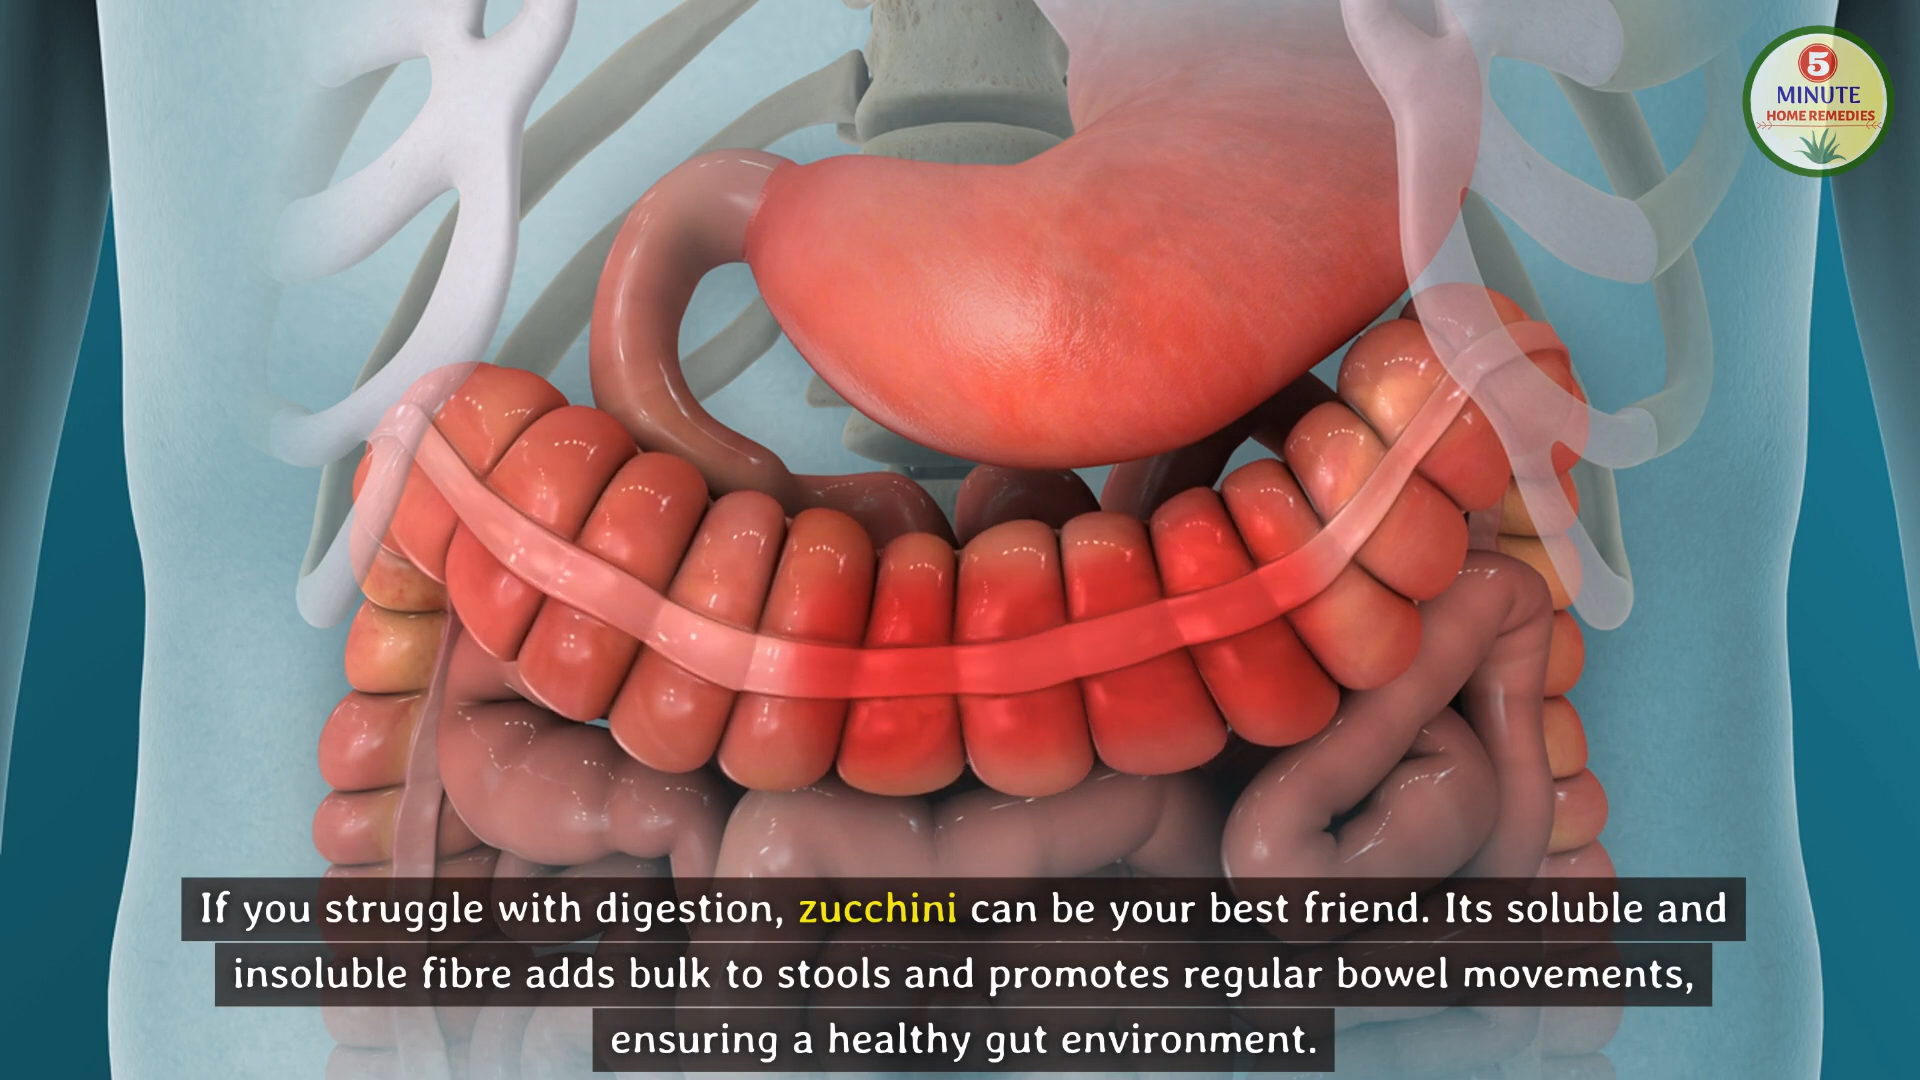 5
MINUTE
HOME REMEDIES
If you struggle with digestion, zucchini can be your best friend. Its soluble and
insoluble fibre adds bulk to stools and promotes regular bowel movements,
ensuring a healthy gut environment.